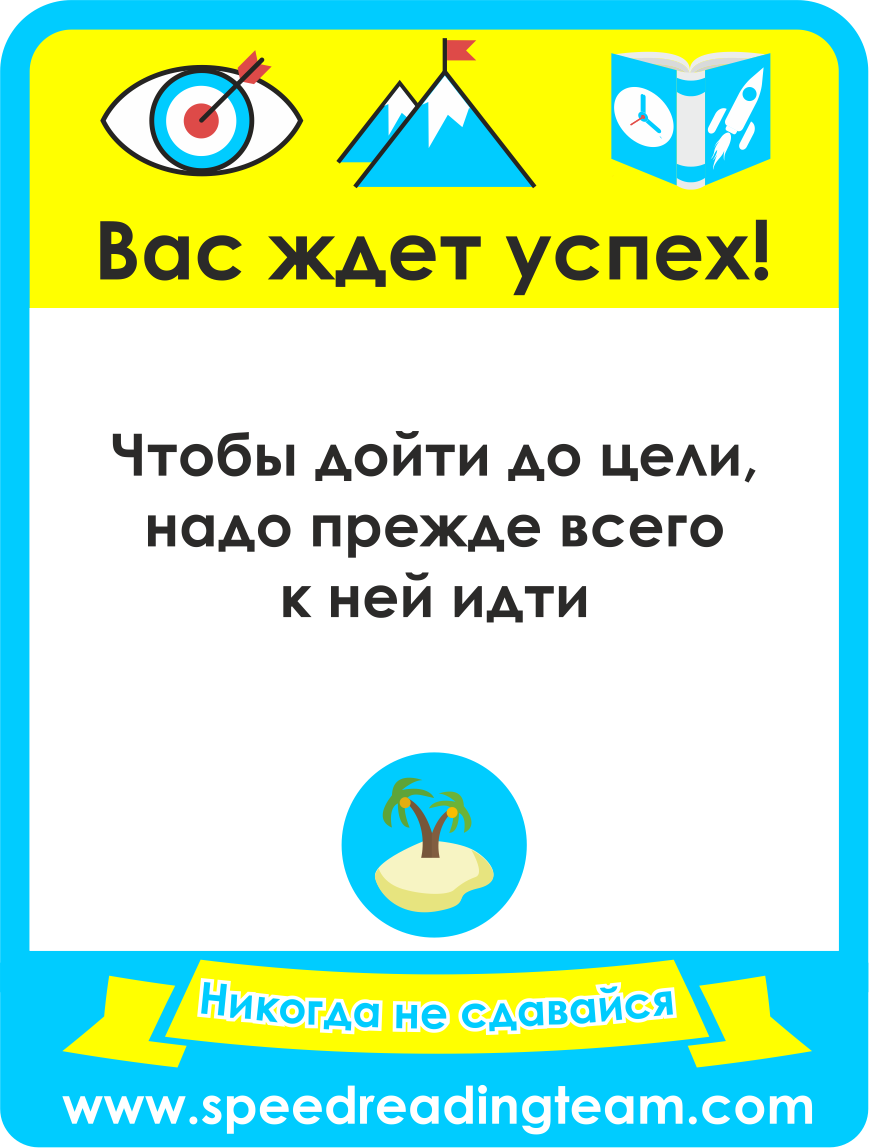 Вас ждет успех!
Чтобы дойти до цели,
надо прежде всего
к ней идти
Никогда не сдавайся
www.speedreadingteam.com